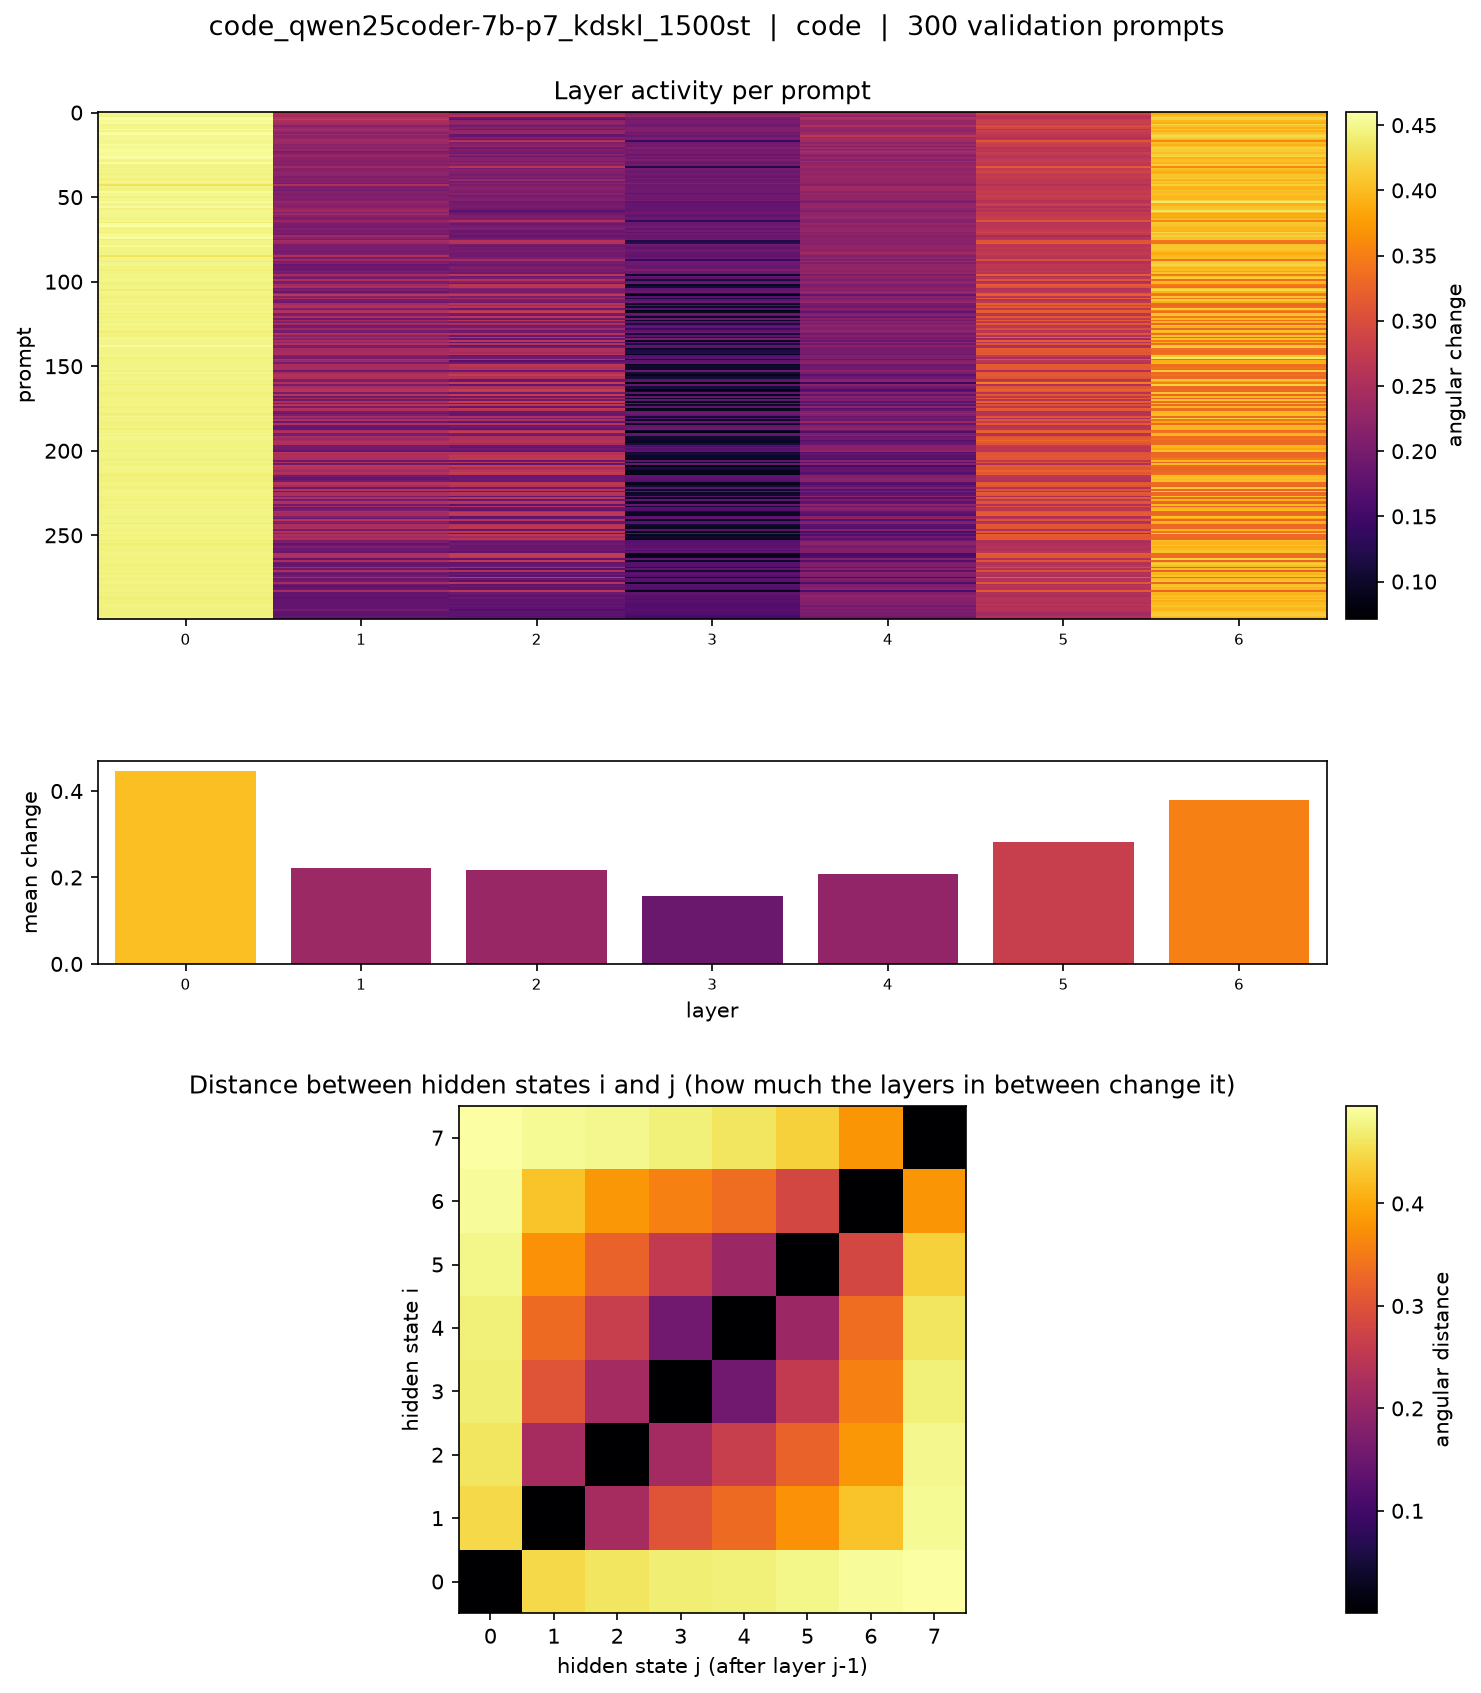 code_qwen25coder-7b-p7_kdskl_1500st | code | 300 validation prompts
Layer activity per prompt
0
50
100
150
200
250
prompt
0 1 2 3 4 5 6
0.45
0.40
0.35
0.30
0.25
0.20
0.15
0.10
angular change
0.4
0.2
0.0
mean change
0 1 2 3 4 5 6
layer
Distance between hidden states i and j (how much the layers in between change it)
7
6
5
4
3
2
1
0
hidden state i
0 1 2 3 4 5 6 7
hidden state j (after layer j-1)
0.4
0.3
0.2
0.1
angular distance